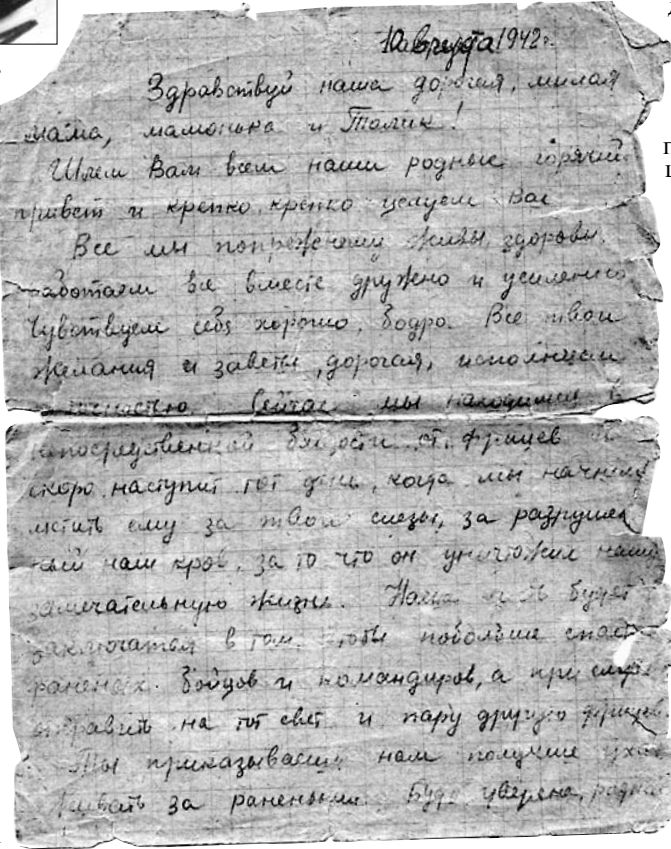 10 августа 1942г.
Здравствуй наша дорогая, милая
мама, мамонька и Толик!
Шлем Вам всем наши родные горячий
привет и крепко, крепко целуем Вас
Все мы попрежнему живы, здоровы,
работаем все вместе дружно и усиленно
Чувствуем себя хорошо, бодро. Все твои
желания и заветы, дорогая, исполняем
Сейчас мы находимся в
непосредственной близости от фрицев и
скоро наступит тот день, когда мы начнем
мстить ему за твои слезы, за разрушен
ный наш кров, за то что он уничтожил нашу
замечательную жизнь. Наша будет
заключаться в том чтобы побольше спасти
раненых бойцов и командиров, а при случае
отправить на тот свет и пару другую фрицев
Ты приказываешь нам получше уха
живать за ранеными. Будь уверена, родная